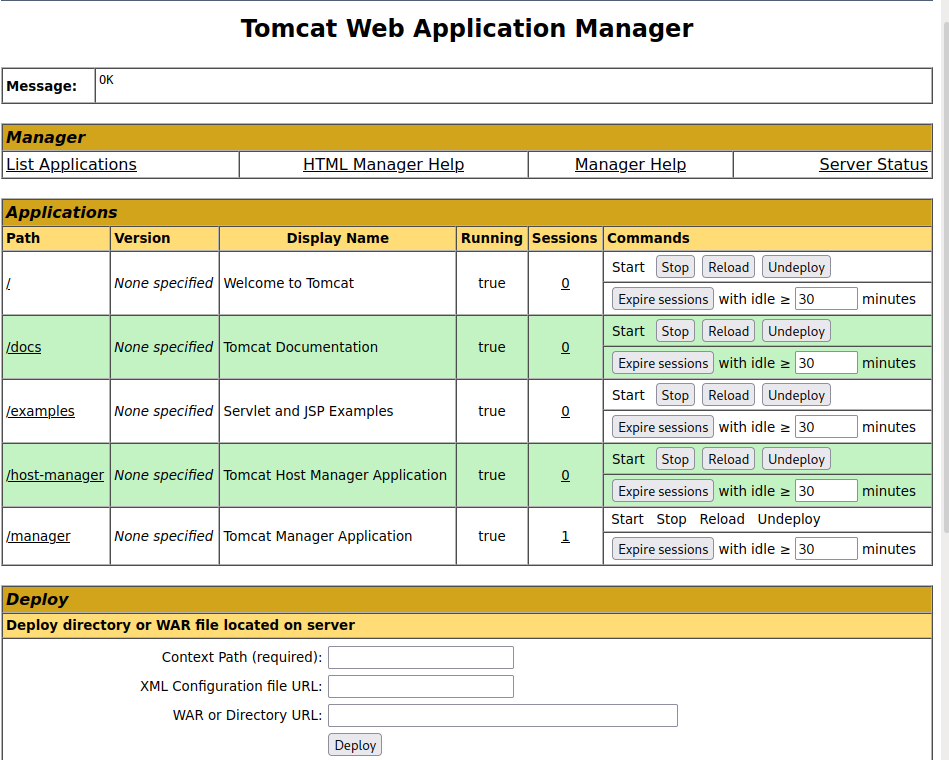 Tomcat Web Application Manager
Message: OK
Manager
List Applications HTML Manager Help Manager Help Server Status
Applications
Path Version Display Name Running Sessions Commands
/ None specified Welcome to Tomcat true 0 Start Stop Reload Undeploy
Expire sessions with idle ≥ 30 minutes
/docs None specified Tomcat Documentation true 0 Start Stop Reload Undeploy
Expire sessions with idle ≥ 30 minutes
/examples None specified Servlet and JSP Examples true 0 Start Stop Reload Undeploy
Expire sessions with idle ≥ 30 minutes
/host-manager None specified Tomcat Host Manager Application true 0 Start Stop Reload Undeploy
Expire sessions with idle ≥ 30 minutes
/manager None specified Tomcat Manager Application true 1 Start Stop Reload Undeploy
Expire sessions with idle ≥ 30 minutes
Deploy
Deploy directory or WAR file located on server
Context Path (required):
XML Configuration file URL:
WAR or Directory URL:
Deploy